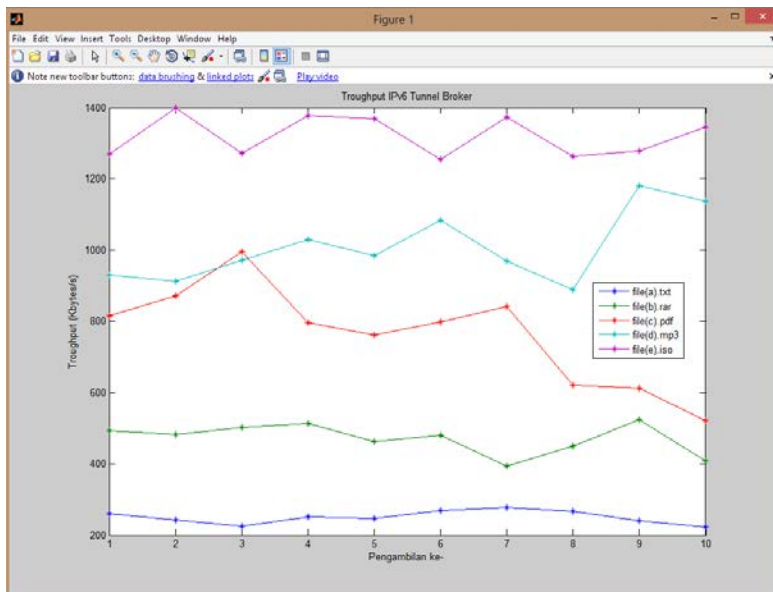 Figure 1
File Edit View Insert Tools Desktop Window Help
Note new toolbar buttons: data brushing & linked plots Play video
Troughput IPv6 Tunnel Broker
1400
1200
1000
800
600
400
200
Troughput (Kbytes/s)
file(a).txt
file(b).rar
file(c).pdf
file(d).mp3
file(e).iso
1 2 3 4 5 6 7 8 9 10
Pengambilan ke-